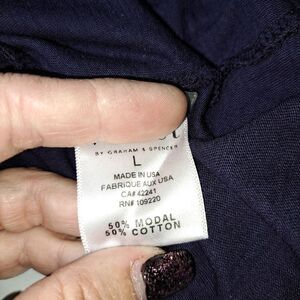 BY GRAHAM & SPENCER
L
MADE IN USA
FABRIQUE AUX USA
CA# 42241
RN# 109220
50% MODAL
50% COTTON